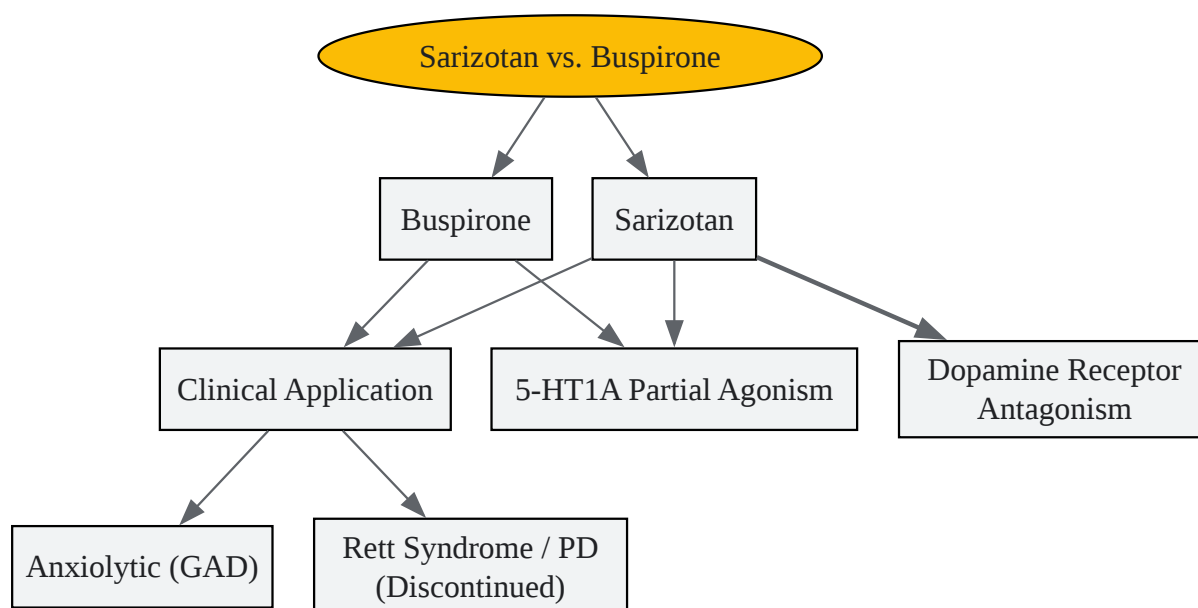 Sarizotan vs. Buspirone
Buspirone
Sarizotan
Clinical Application
5-HT1A Partial Agonism
Dopamine Receptor
Antagonism
Anxiolytic (GAD)
Rett Syndrome / PD
(Discontinued)